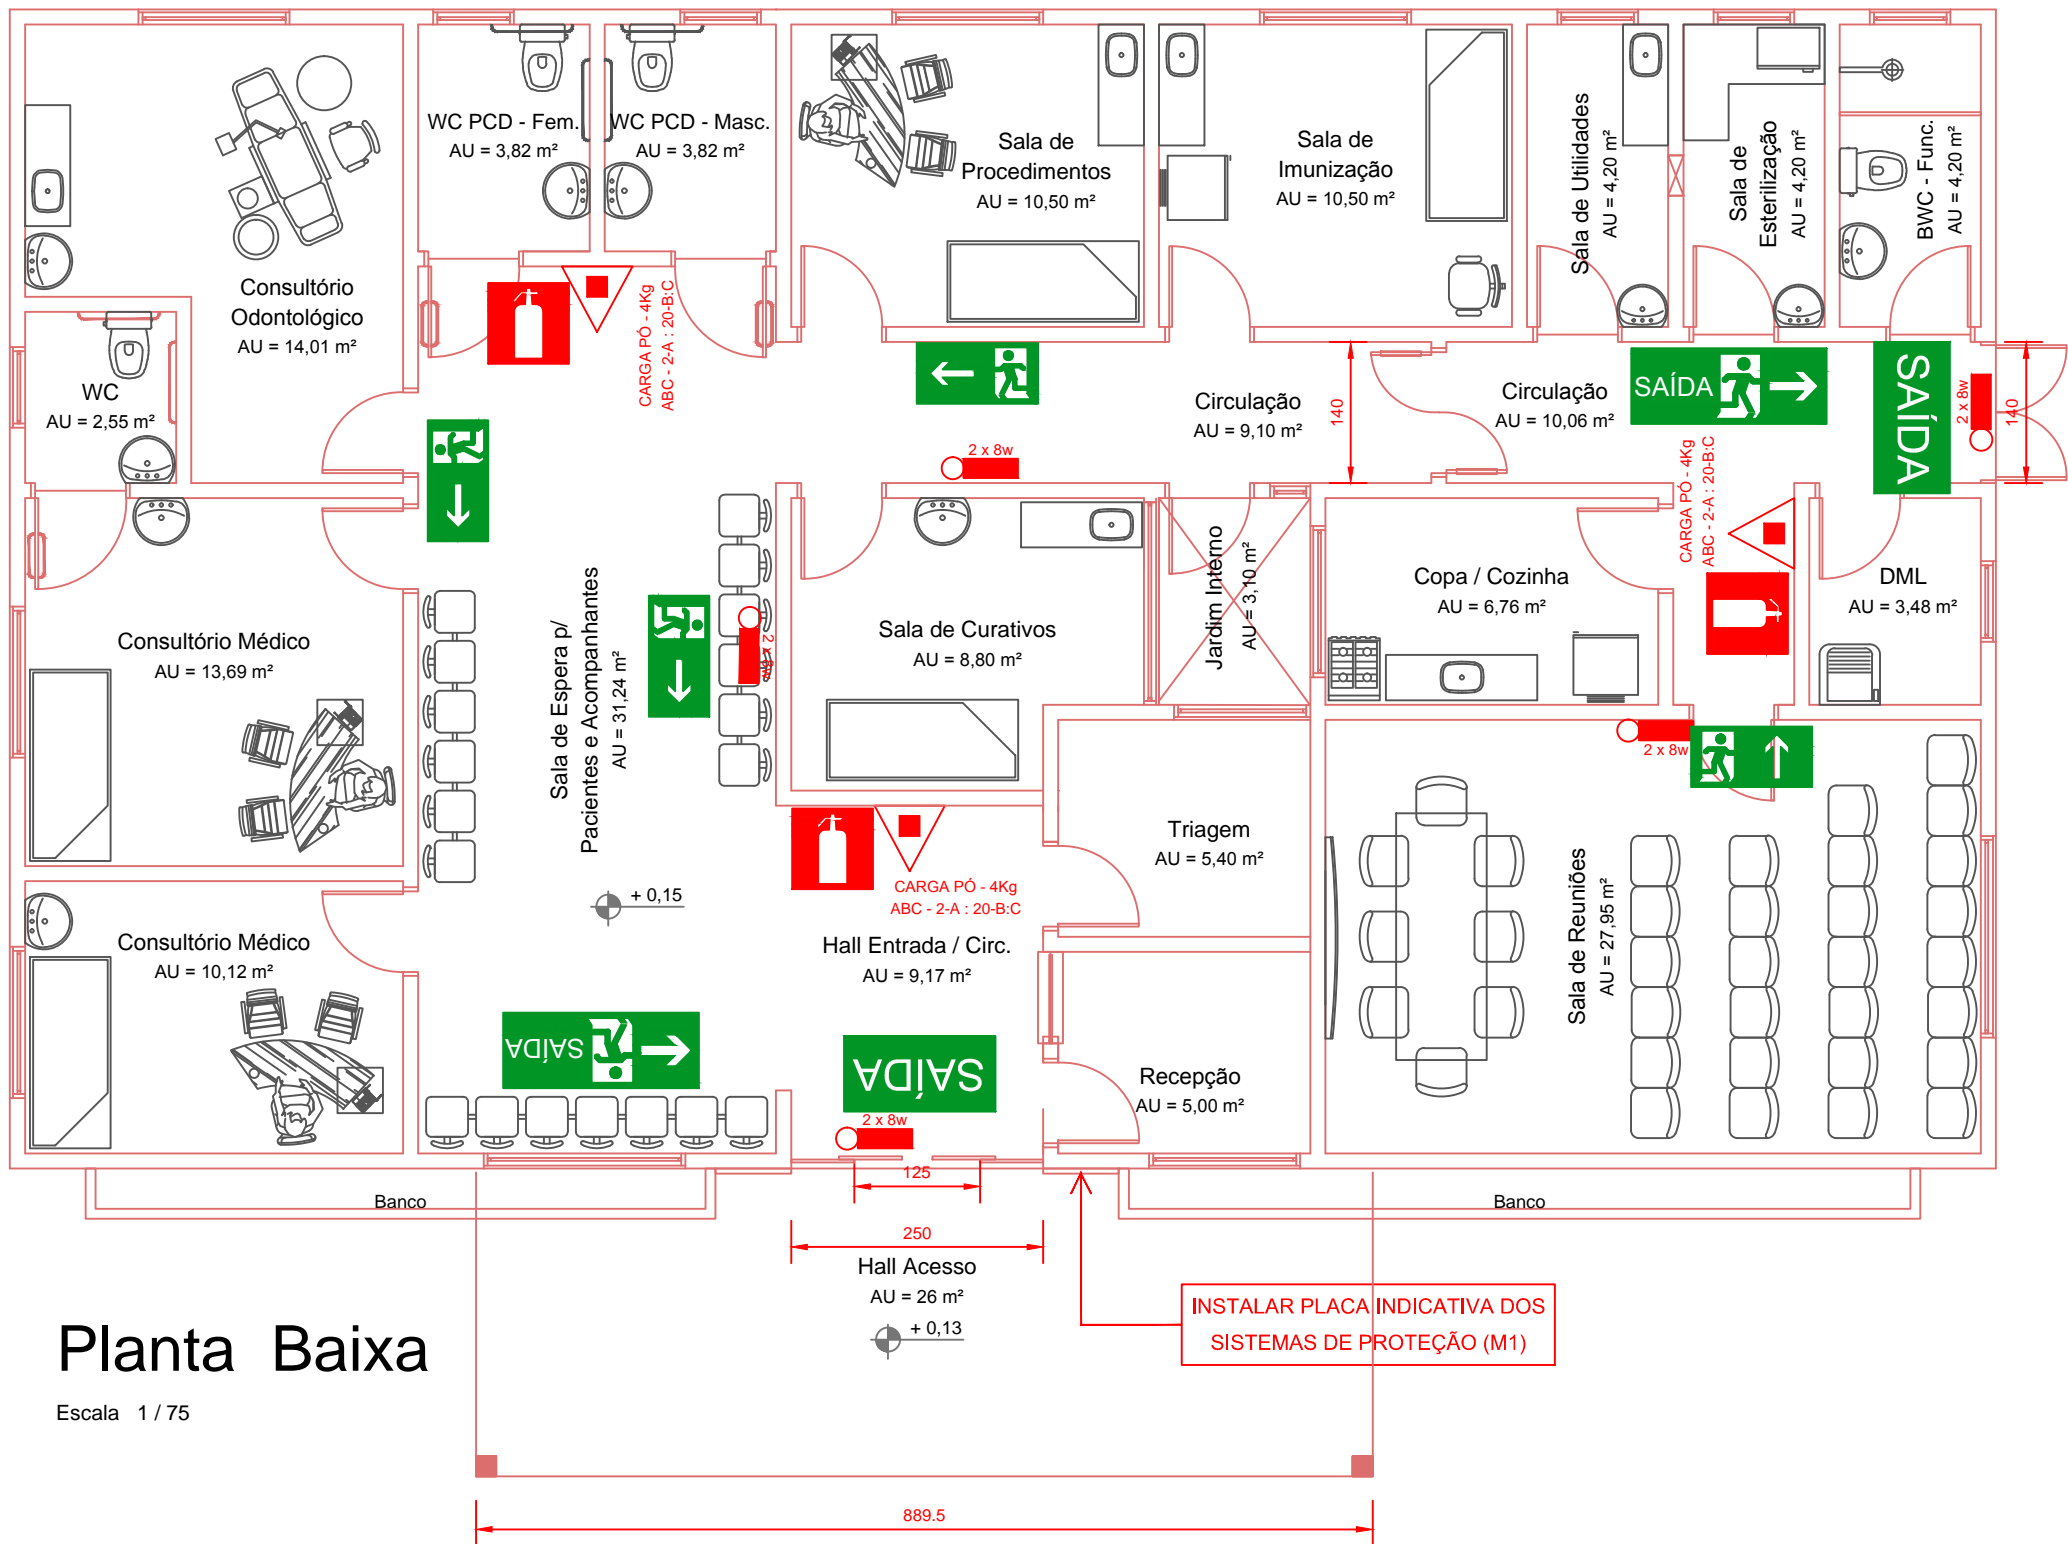 WC PCD - Fem.
AU = 3,82 m²
WC PCD - Masc.
AU = 3,82 m²
Sala de
Procedimentos
AU = 10,50 m²
Sala de
Imunização
AU = 10,50 m²
Sala de Utilidades
AU = 4,20 m²
Sala de
Esterilização
AU = 4,20 m²
BWC - Func.
AU = 4,20 m²
Consultório
Odontológico
AU = 14,01 m²
CARGA PÓ - 4Kg
ABC - 2-A : 20-B:C
WC
AU = 2,55 m²
Circulação
AU = 9,10 m²
140
Circulação
AU = 10,06 m²
SAÍDA
SAÍDA
2 x 8w
140
2 x 8w
CARGA PÓ - 4Kg
ABC - 2-A : 20-B:C
Consultório Médico
AU = 13,69 m²
Sala de Espera p/
Pacientes e Acompanhantes
AU = 31,24 m²
2 x 8w
Sala de Curativos
AU = 8,80 m²
Jardim Interno
AU = 3,10 m²
Copa / Cozinha
AU = 6,76 m²
DML
AU = 3,48 m²
2 x 8w
Triagem
AU = 5,40 m²
CARGA PÓ - 4Kg
ABC - 2-A : 20-B:C
+ 0,15
Hall Entrada / Circ.
AU = 9,17 m²
Consultório Médico
AU = 10,12 m²
Sala de Reuniões
AU = 27,95 m²
SAÍDA
SAÍDA
2 x 8w
Recepção
AU = 5,00 m²
125
Banco
Banco
250
Hall Acesso
AU = 26 m²
+ 0,13
INSTALAR PLACA INDICATIVA DOS
SISTEMAS DE PROTEÇÃO (M1)
Planta Baixa
Escala 1 / 75
889.5